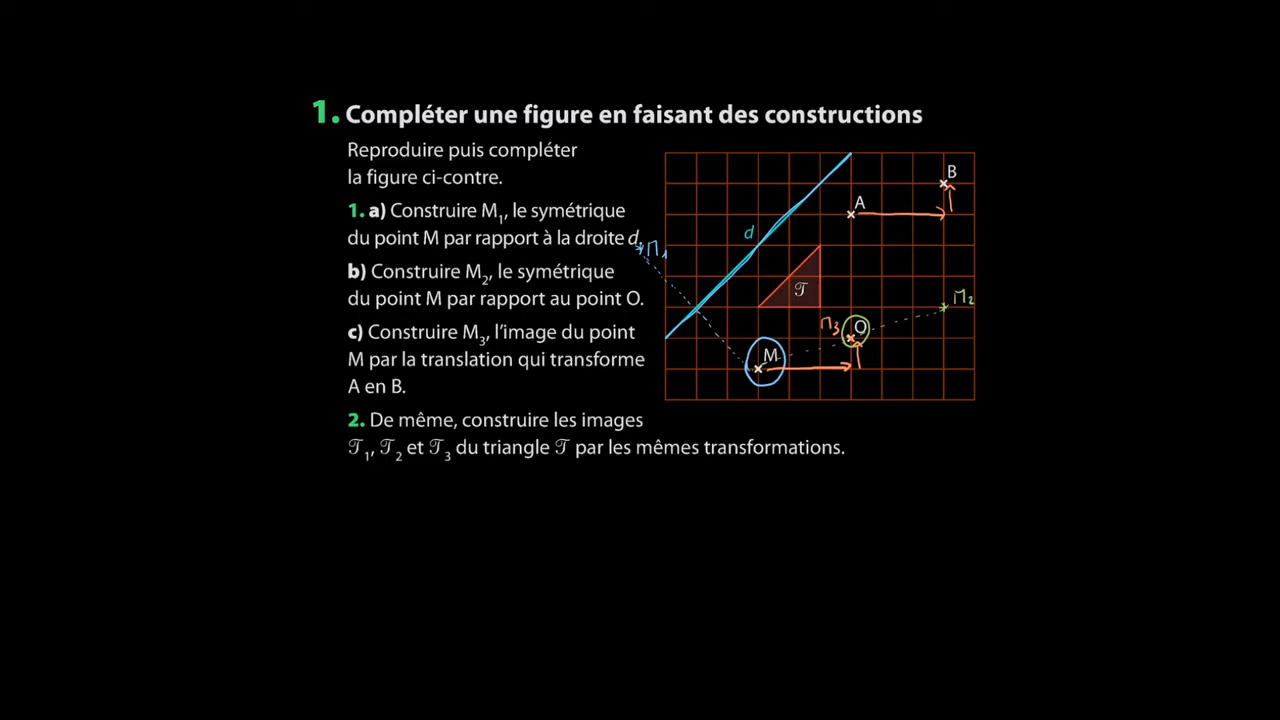 1. Compléter une figure en faisant des constructions
Reproduire puis compléter
la figure ci-contre.
1. a) Construire M₁, le symétrique
du point M par rapport à la droite d.
b) Construire M₂, le symétrique
du point M par rapport au point O.
c) Construire M₃, l'image du point
M par la translation qui transforme
A en B.
2. De même, construire les images
𝒯₁, 𝒯₂ et 𝒯₃ du triangle 𝒯 par les mêmes transformations.
B
A
d
M₁
𝒯
M₂
M₃
O
M